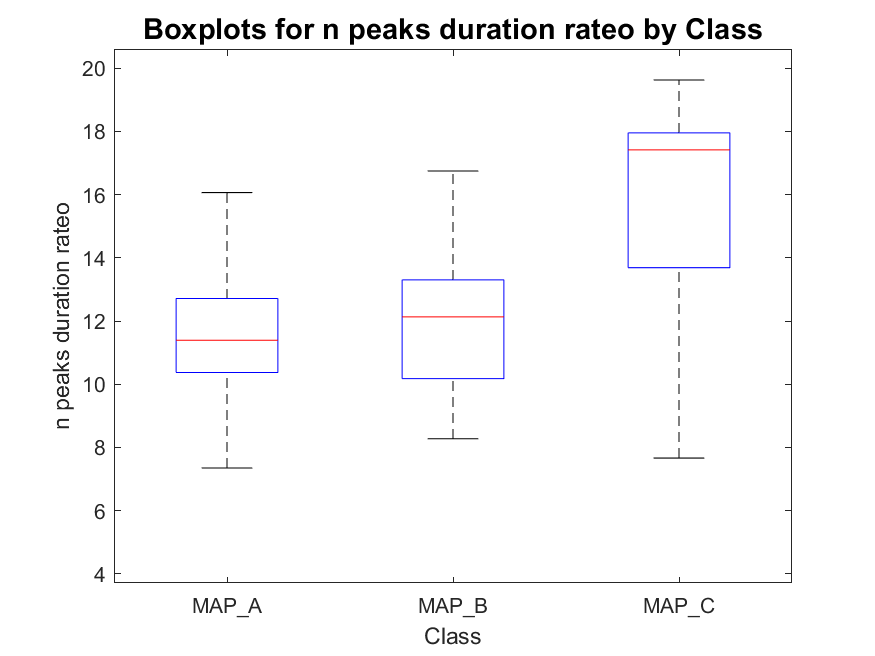 Boxplots for n peaks duration rateo by Class
n peaks duration rateo
20
18
16
14
12
10
8
6
4
MAP_A MAP_B MAP_C
Class